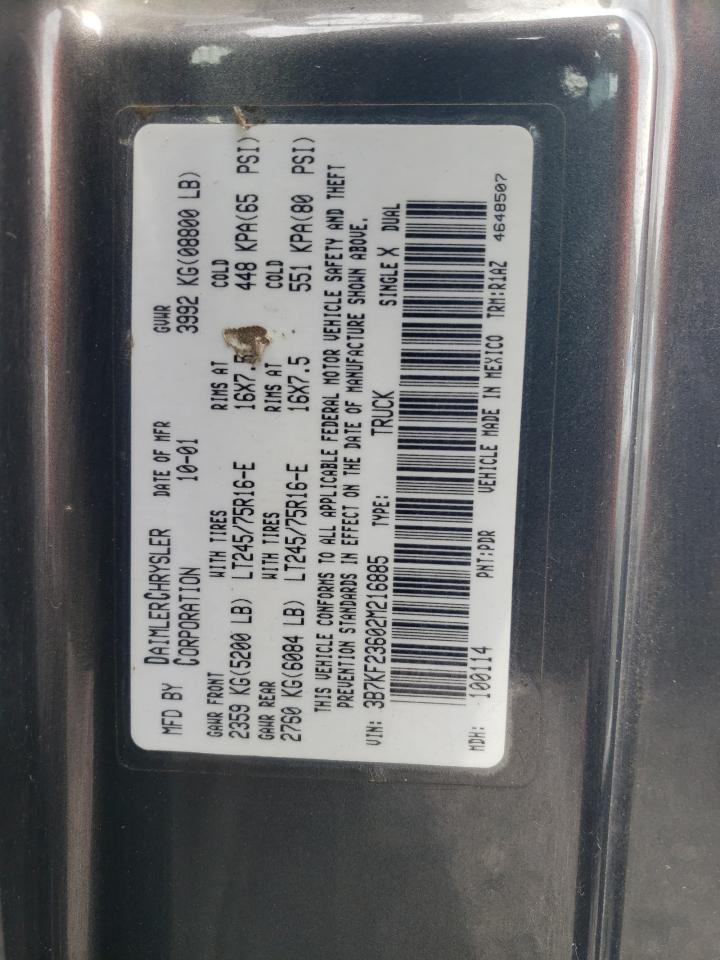 MFD BY DAIMLERCHRYSLER CORPORATION DATE OF MFR 10-01 GVWR 3992 KG(08800 LB)
GAWR FRONT WITH TIRES RIMS AT COLD
2359 KG(5200 LB) LT245/75R16-E 16X7.5 448 KPA(65 PSI)
GAWR REAR WITH TIRES RIMS AT COLD
2760 KG(6084 LB) LT245/75R16-E 16X7.5 551 KPA(80 PSI)
THIS VEHICLE CONFORMS TO ALL APPLICABLE FEDERAL MOTOR VEHICLE SAFETY AND THEFT
PREVENTION STANDARDS IN EFFECT ON THE DATE OF MANUFACTURE SHOWN ABOVE.
VIN: 3B7KF23602M216885 TYPE: TRUCK SINGLE X DUAL
MDH: 100114 PNT:PDR VEHICLE MADE IN MEXICO TRM:R1AZ 4648507